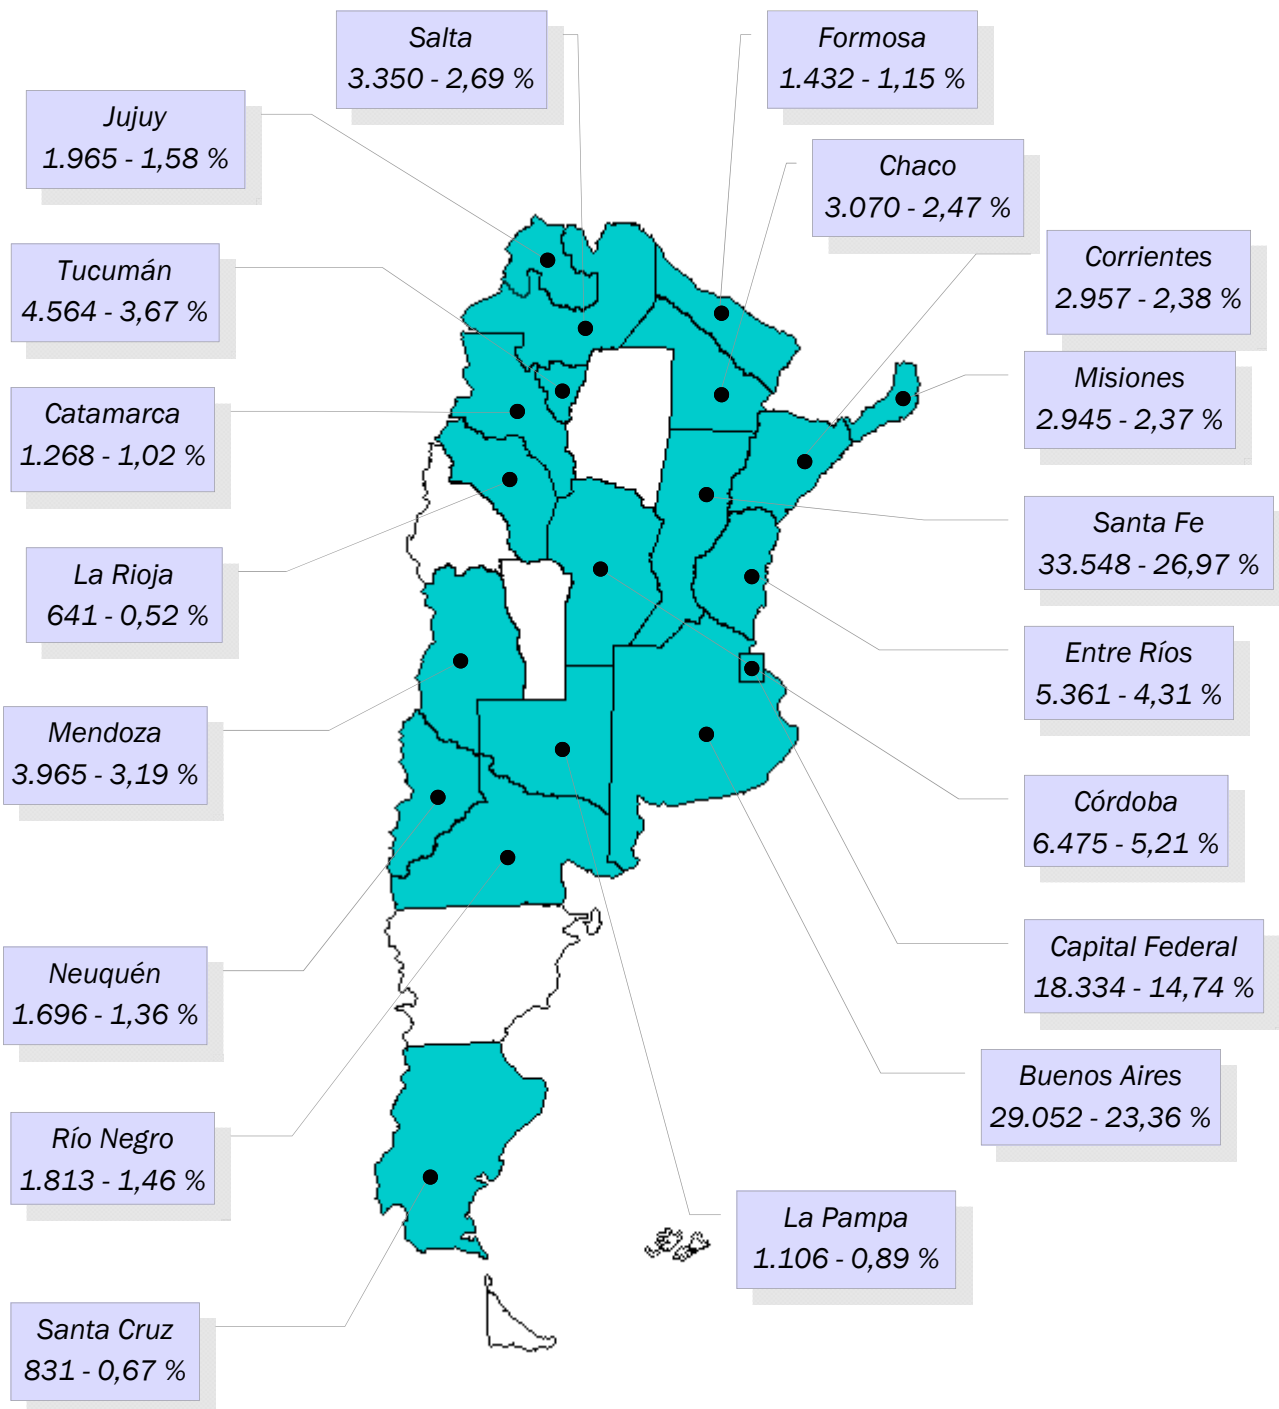 Salta
3.350 - 2,69 %
Formosa
1.432 - 1,15 %
Jujuy
1.965 - 1,58 %
Chaco
3.070 - 2,47 %
Tucumán
4.564 - 3,67 %
Corrientes
2.957 - 2,38 %
Misiones
2.945 - 2,37 %
Catamarca
1.268 - 1,02 %
Santa Fe
33.548 - 26,97 %
La Rioja
641 - 0,52 %
Entre Ríos
5.361 - 4,31 %
Mendoza
3.965 - 3,19 %
Córdoba
6.475 - 5,21 %
Capital Federal
18.334 - 14,74 %
Neuquén
1.696 - 1,36 %
Buenos Aires
29.052 - 23,36 %
Río Negro
1.813 - 1,46 %
La Pampa
1.106 - 0,89 %
Santa Cruz
831 - 0,67 %